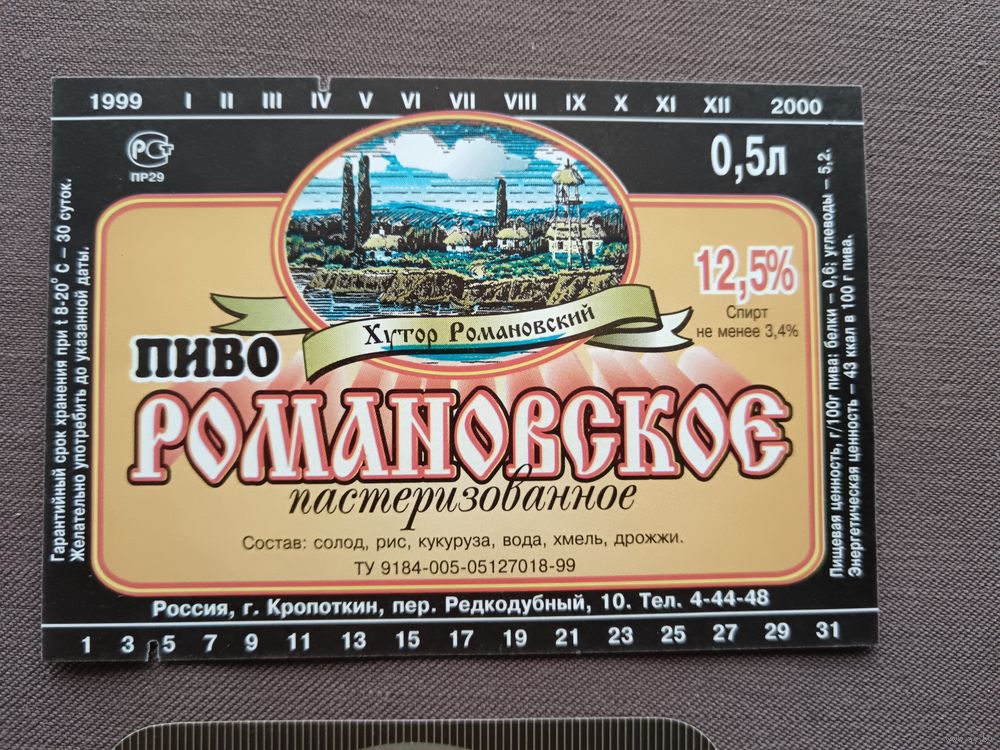 1999 I II III IV V VI VII VIII IX X XI XII 2000
РСТ
ПР29
0,5л
Гарантийный срок хранения при t 8-20° С – 30 суток.
Желательно употребить до указанной даты.
12,5%
Спирт
не менее 3,4%
Хутор Романовский
ПИВО
РОМАНОВСКОЕ
пастеризованное
Состав: солод, рис, кукуруза, вода, хмель, дрожжи.
ТУ 9184-005-05127018-99
Пищевая ценность, г/100г пива: белки – 0,6; углеводы – 5,2.
Энергетическая ценность – 43 ккал в 100 г пива.
Россия, г. Кропоткин, пер. Редкодубный, 10. Тел. 4-44-48
1 3 5 7 9 11 13 15 17 19 21 23 25 27 29 31